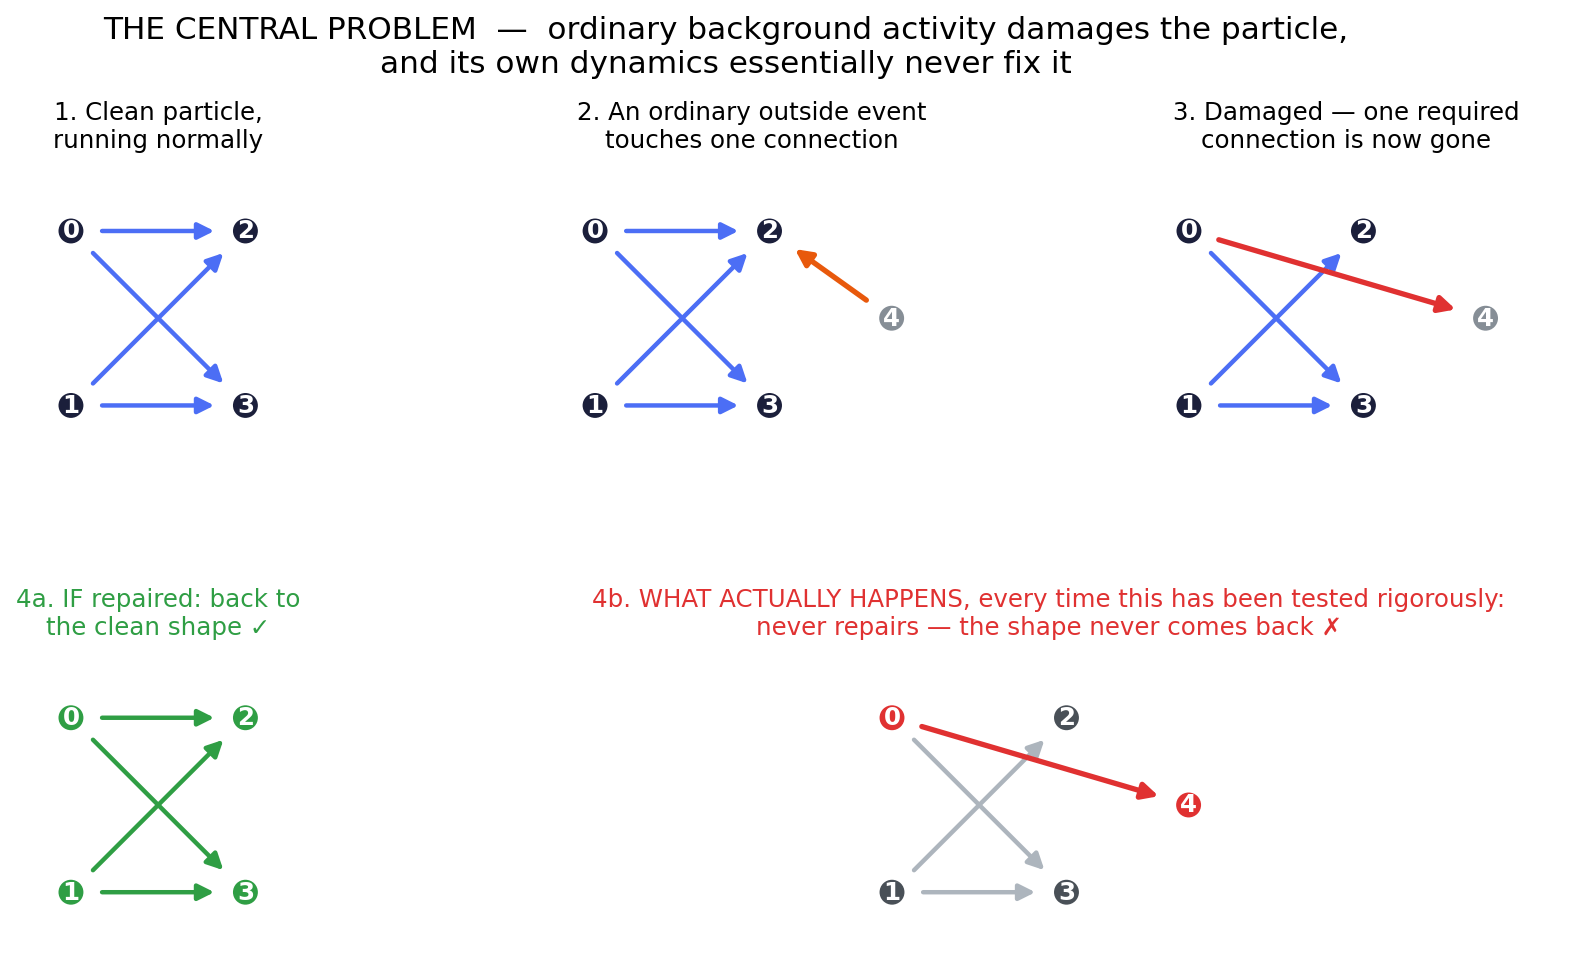 THE CENTRAL PROBLEM — ordinary background activity damages the particle,
and its own dynamics essentially never fix it
1. Clean particle,
running normally
2. An ordinary outside event
touches one connection
3. Damaged — one required
connection is now gone
0
2
1
3
0
2
4
1
3
0
2
4
1
3
4a. IF repaired: back to
the clean shape ✓
4b. WHAT ACTUALLY HAPPENS, every time this has been tested rigorously:
never repairs — the shape never comes back ✗
0
2
1
3
0
2
4
1
3